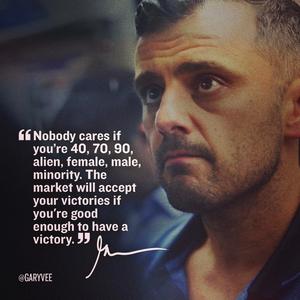 "Nobody cares if
you're 40, 70, 90,
alien, female, male,
minority. The
market will accept
your victories if
you're good
enough to have a
victory."
@GARYVEE